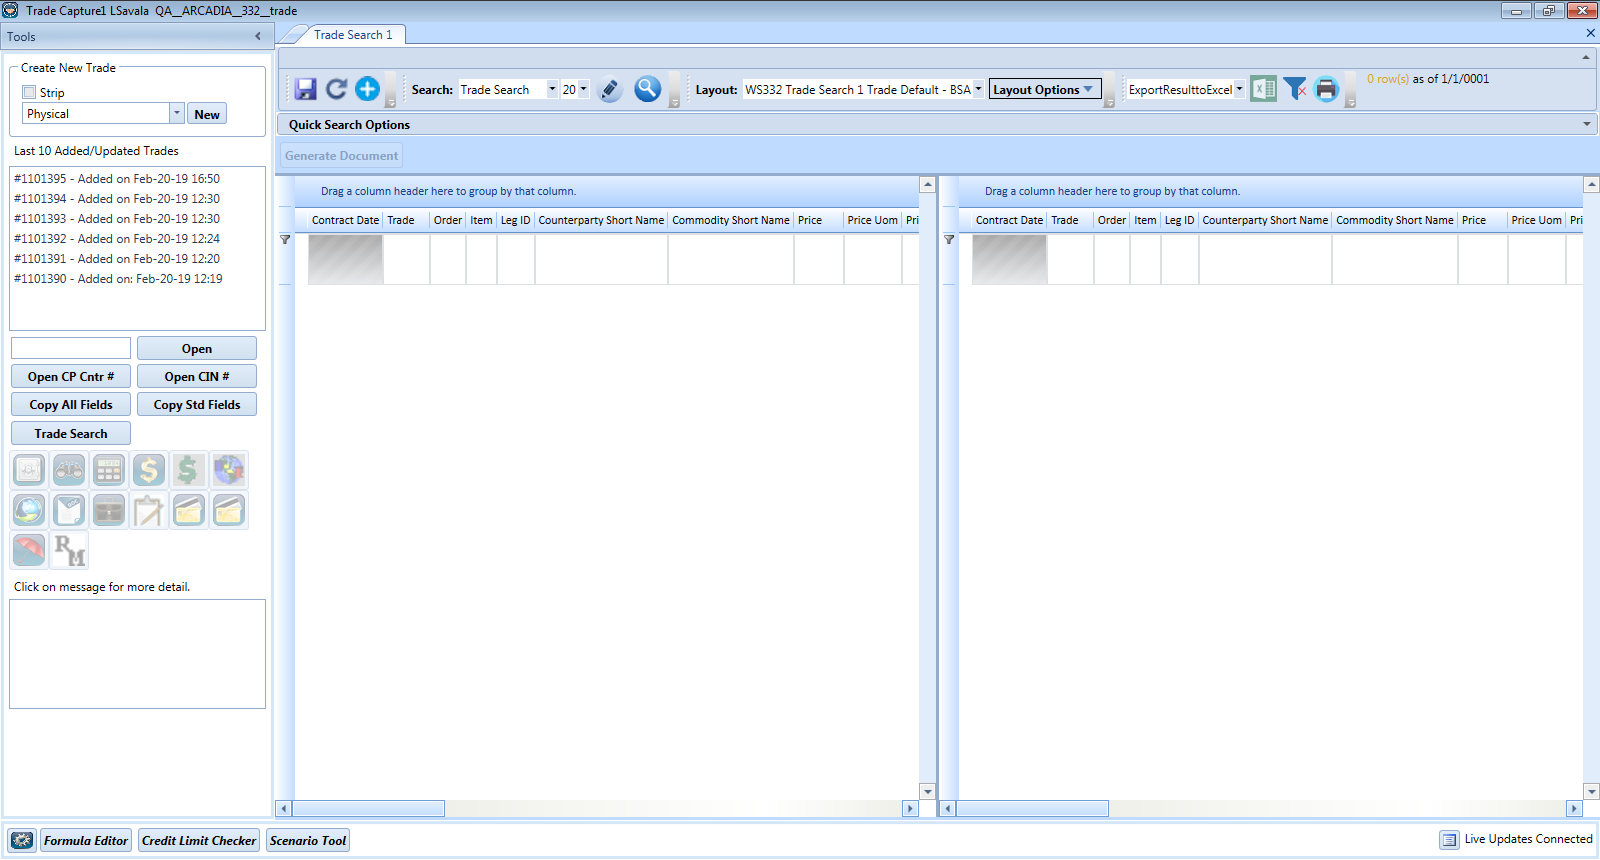 Trade Capture1 LSavala  QA__ARCADIA__332__trade
Tools
Trade Search 1
Create New Trade
Strip
Physical
New
Last 10 Added/Updated Trades
#1101395 - Added on Feb-20-19 16:50
#1101394 - Added on Feb-20-19 12:30
#1101393 - Added on Feb-20-19 12:30
#1101392 - Added on Feb-20-19 12:24
#1101391 - Added on Feb-20-19 12:20
#1101390 - Added on: Feb-20-19 12:19
Open
Open CP Cntr # Open CIN #
Copy All Fields Copy Std Fields
Trade Search
RM
Click on message for more detail.
Search: Trade Search 20 Layout: WS332 Trade Search 1 Trade Default - BSA Layout Options ExportResulttoExcel 0 row(s) as of 1/1/0001
Quick Search Options
Generate Document
Drag a column header here to group by that column.
Contract Date Trade Order Item Leg ID Counterparty Short Name Commodity Short Name Price Price Uom Pri
Drag a column header here to group by that column.
Contract Date Trade Order Item Leg ID Counterparty Short Name Commodity Short Name Price Price Uom Pri
Formula Editor Credit Limit Checker Scenario Tool Live Updates Connected